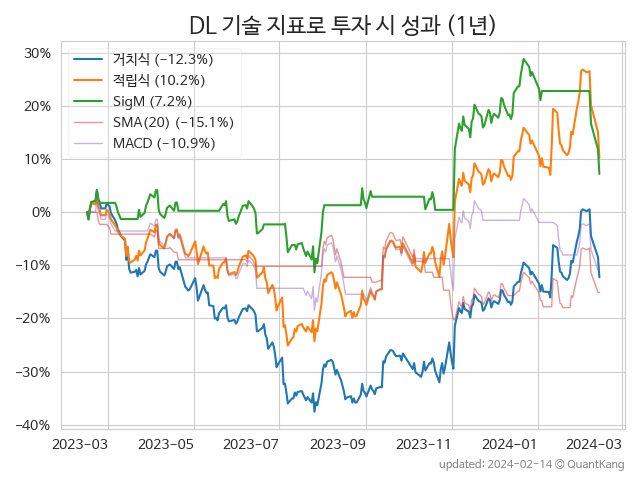 DL 기술 지표로 투자 시 성과 (1년)
거치식 (−12.3%)
적립식 (10.2%)
SigM (7.2%)
SMA(20) (−15.1%)
MACD (−10.9%)
30%
20%
10%
0%
−10%
−20%
−30%
−40%
2023-03 2023-05 2023-07 2023-09 2023-11 2024-01 2024-03
updated: 2024-02-14 © QuantKang